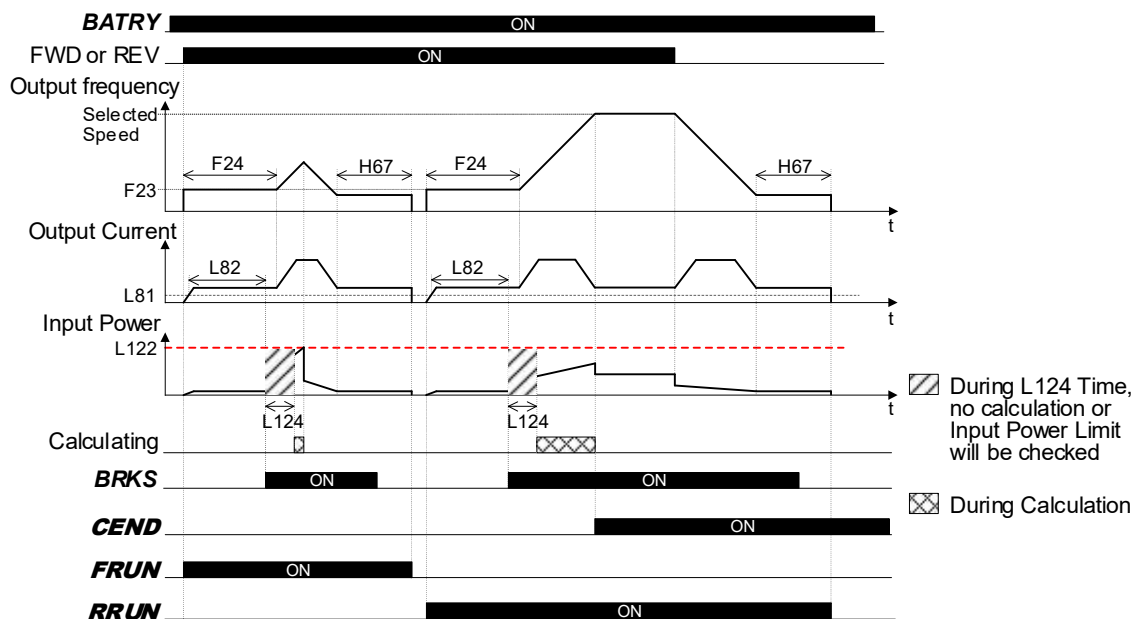 BATRY ON
FWD or REV ON
Output frequency
Selected
Speed
F24 H67 F24 H67
F23
t
Output Current
L82 L82
L81
t
Input Power
L122
t
L124 L124
Calculating
BRKS ON ON
CEND ON
FRUN ON
RRUN ON
During L124 Time,
no calculation or
Input Power Limit
will be checked
During Calculation